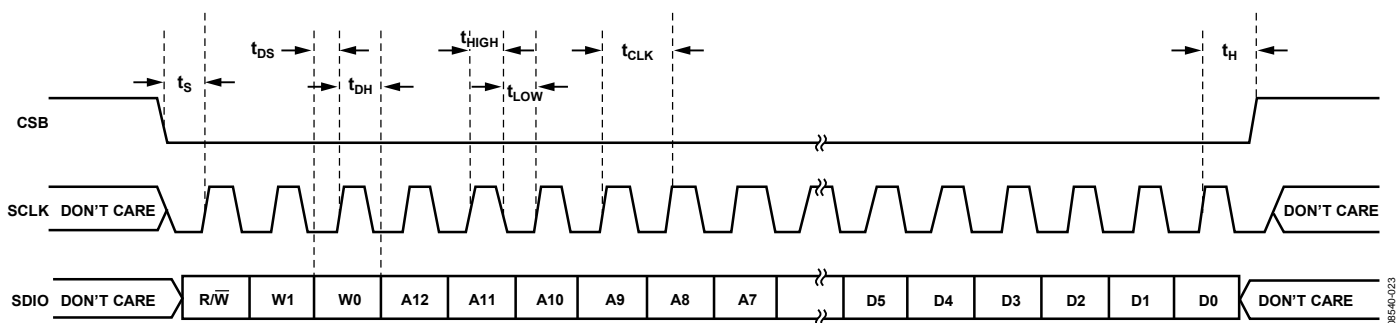 tDS
tHIGH
tCLK
tH
tS
tDH
tLOW
CSB
SCLK DON'T CARE
DON'T CARE
SDIO DON'T CARE R/W̅ W1 W0 A12 A11 A10 A9 A8 A7 D5 D4 D3 D2 D1 D0 DON'T CARE
08540-023